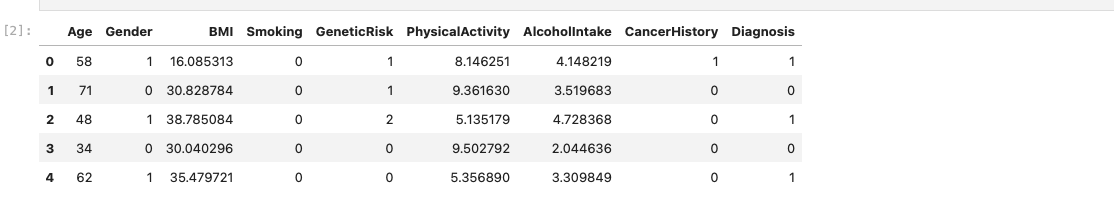 [2]: Age Gender BMI Smoking GeneticRisk PhysicalActivity AlcoholIntake CancerHistory Diagnosis
0 58 1 16.085313 0 1 8.146251 4.148219 1 1
1 71 0 30.828784 0 1 9.361630 3.519683 0 0
2 48 1 38.785084 0 2 5.135179 4.728368 0 1
3 34 0 30.040296 0 0 9.502792 2.044636 0 0
4 62 1 35.479721 0 0 5.356890 3.309849 0 1